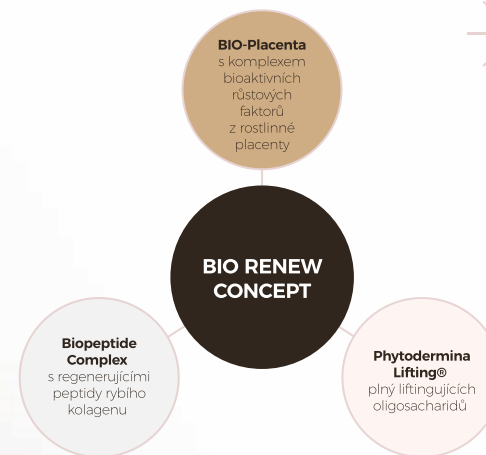 BIO-Placenta
s komplexem
bioaktivních
růstových
faktorů
z rostlinné
placenty
BIO RENEW
CONCEPT
Biopeptide
Complex
s regenerujícími
peptidy rybího
kolagenu
Phytodermina
Lifting®
plný liftingujících
oligosacharidů